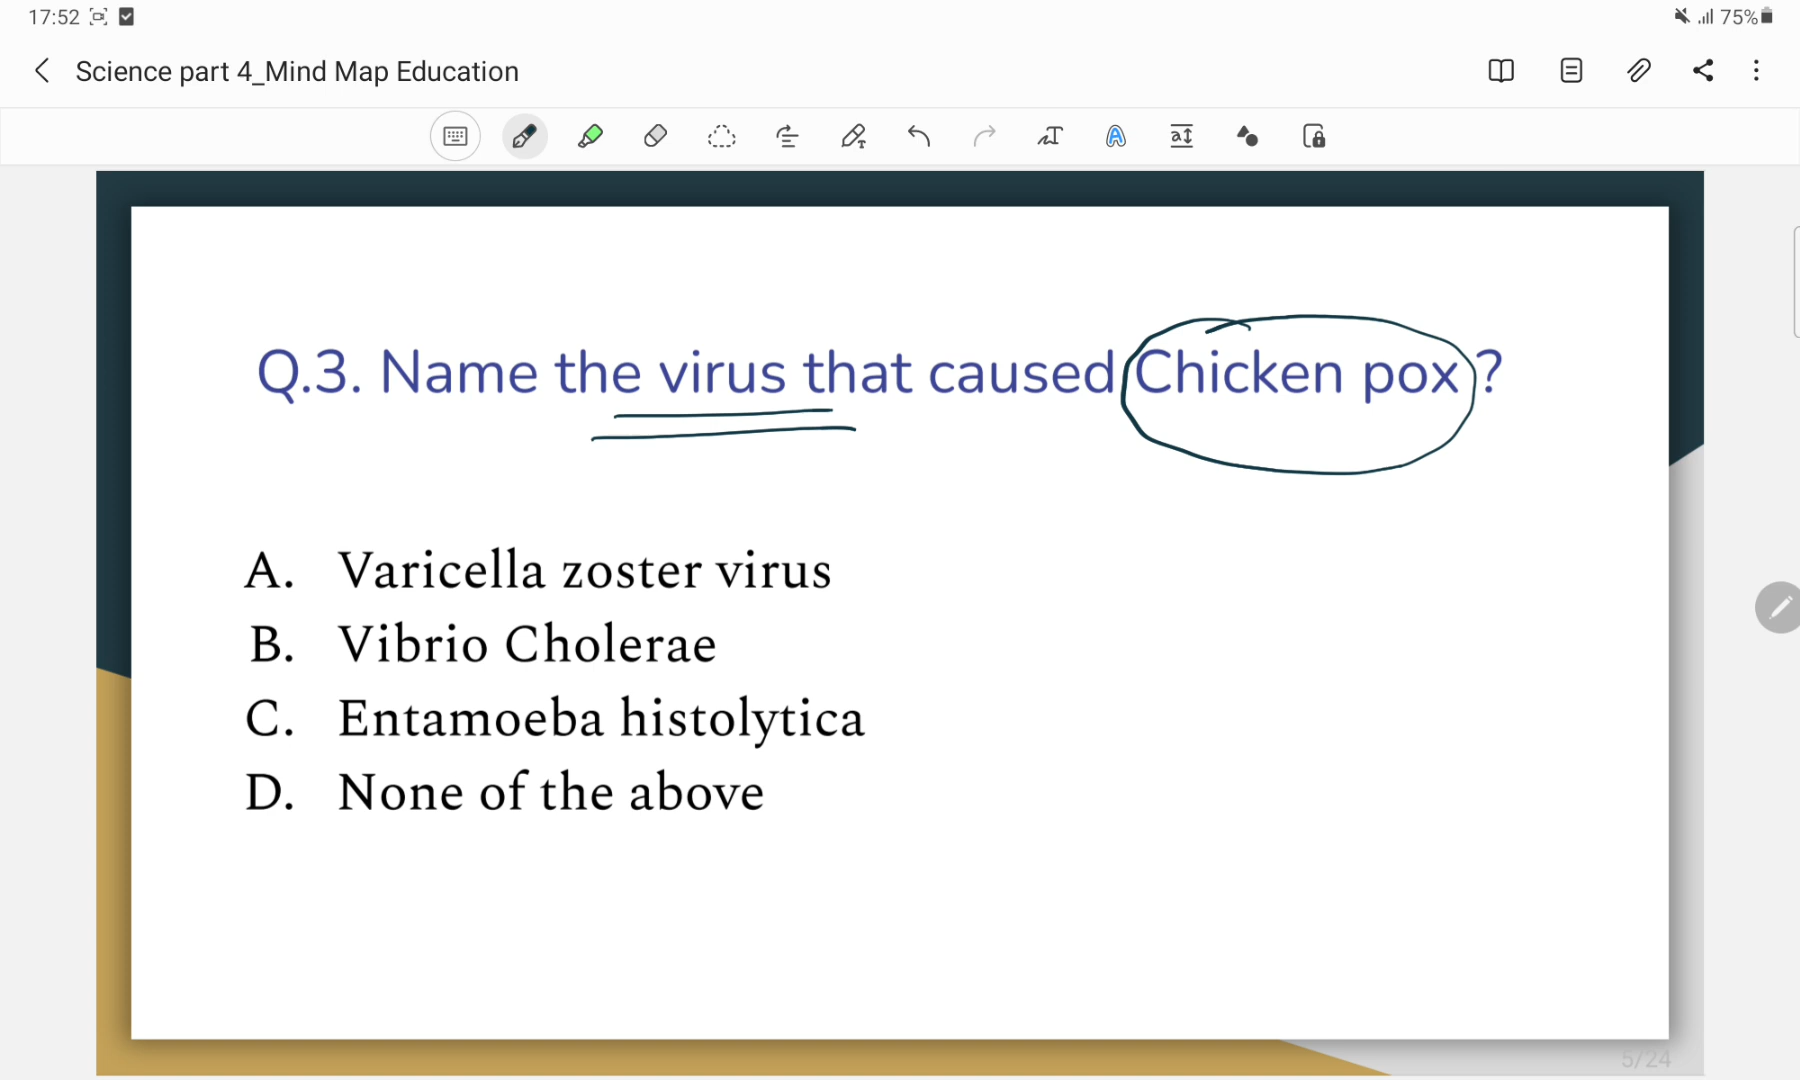 17:52
75%
Science part 4_Mind Map Education
Q.3. Name the virus that caused Chicken pox ?
A. Varicella zoster virus
B. Vibrio Cholerae
C. Entamoeba histolytica
D. None of the above
5/24